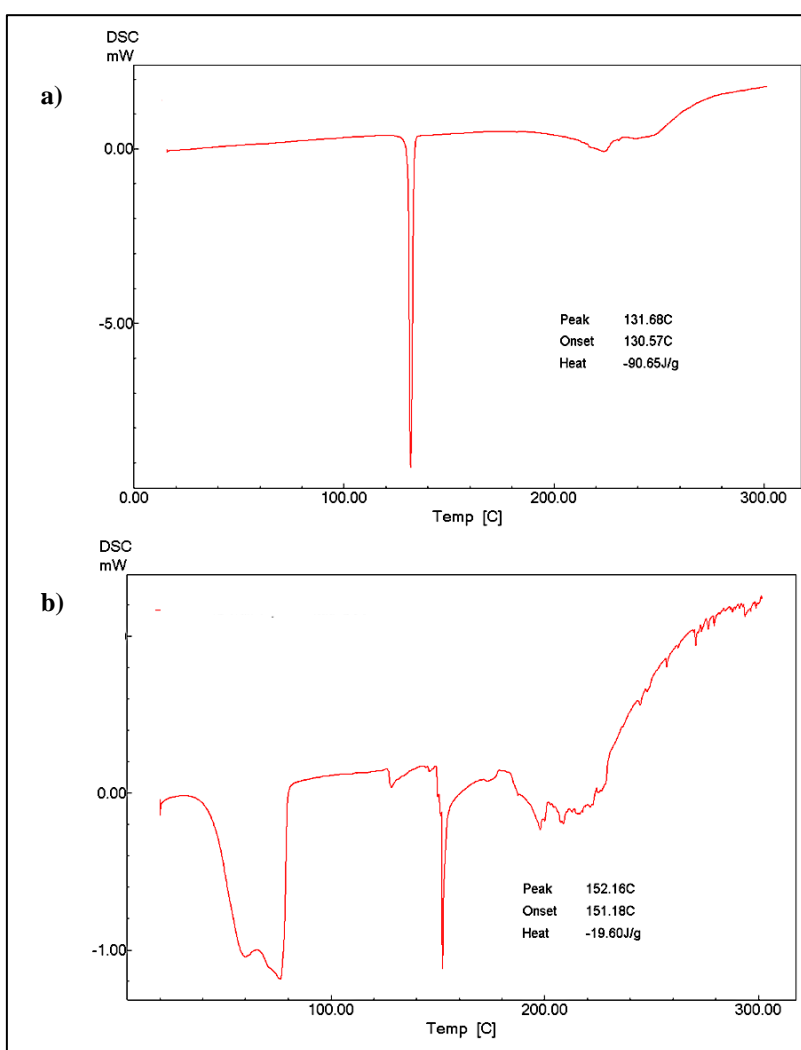 DSC
mW
a)
0.00
-5.00
Peak 131.68C
Onset 130.57C
Heat -90.65J/g
0.00 100.00 200.00 300.00
Temp [C]
DSC
mW
b)
0.00
-1.00
Peak 152.16C
Onset 151.18C
Heat -19.60J/g
100.00 200.00 300.00
Temp [C]